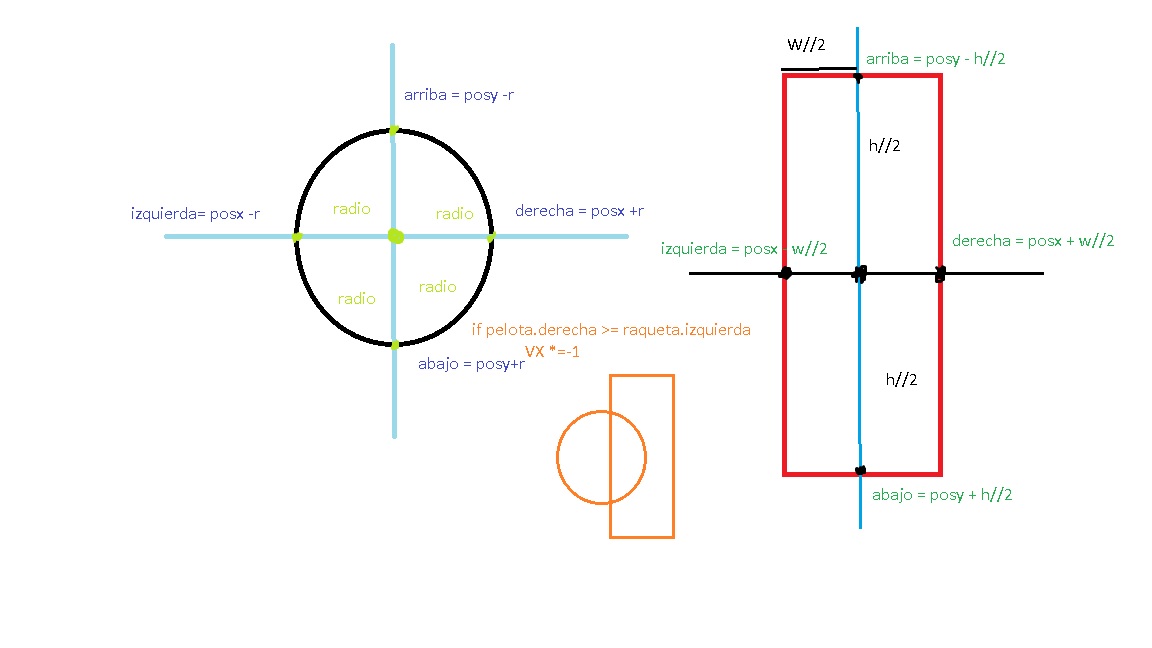 W//2
arriba = posy - h//2
arriba = posy -r
h//2
izquierda= posx -r
radio
radio
derecha = posx +r
izquierda = posx - w//2
derecha = posx + w//2
radio
radio
if pelota.derecha >= raqueta.izquierda
VX *=-1
abajo = posy+r
h//2
abajo = posy + h//2